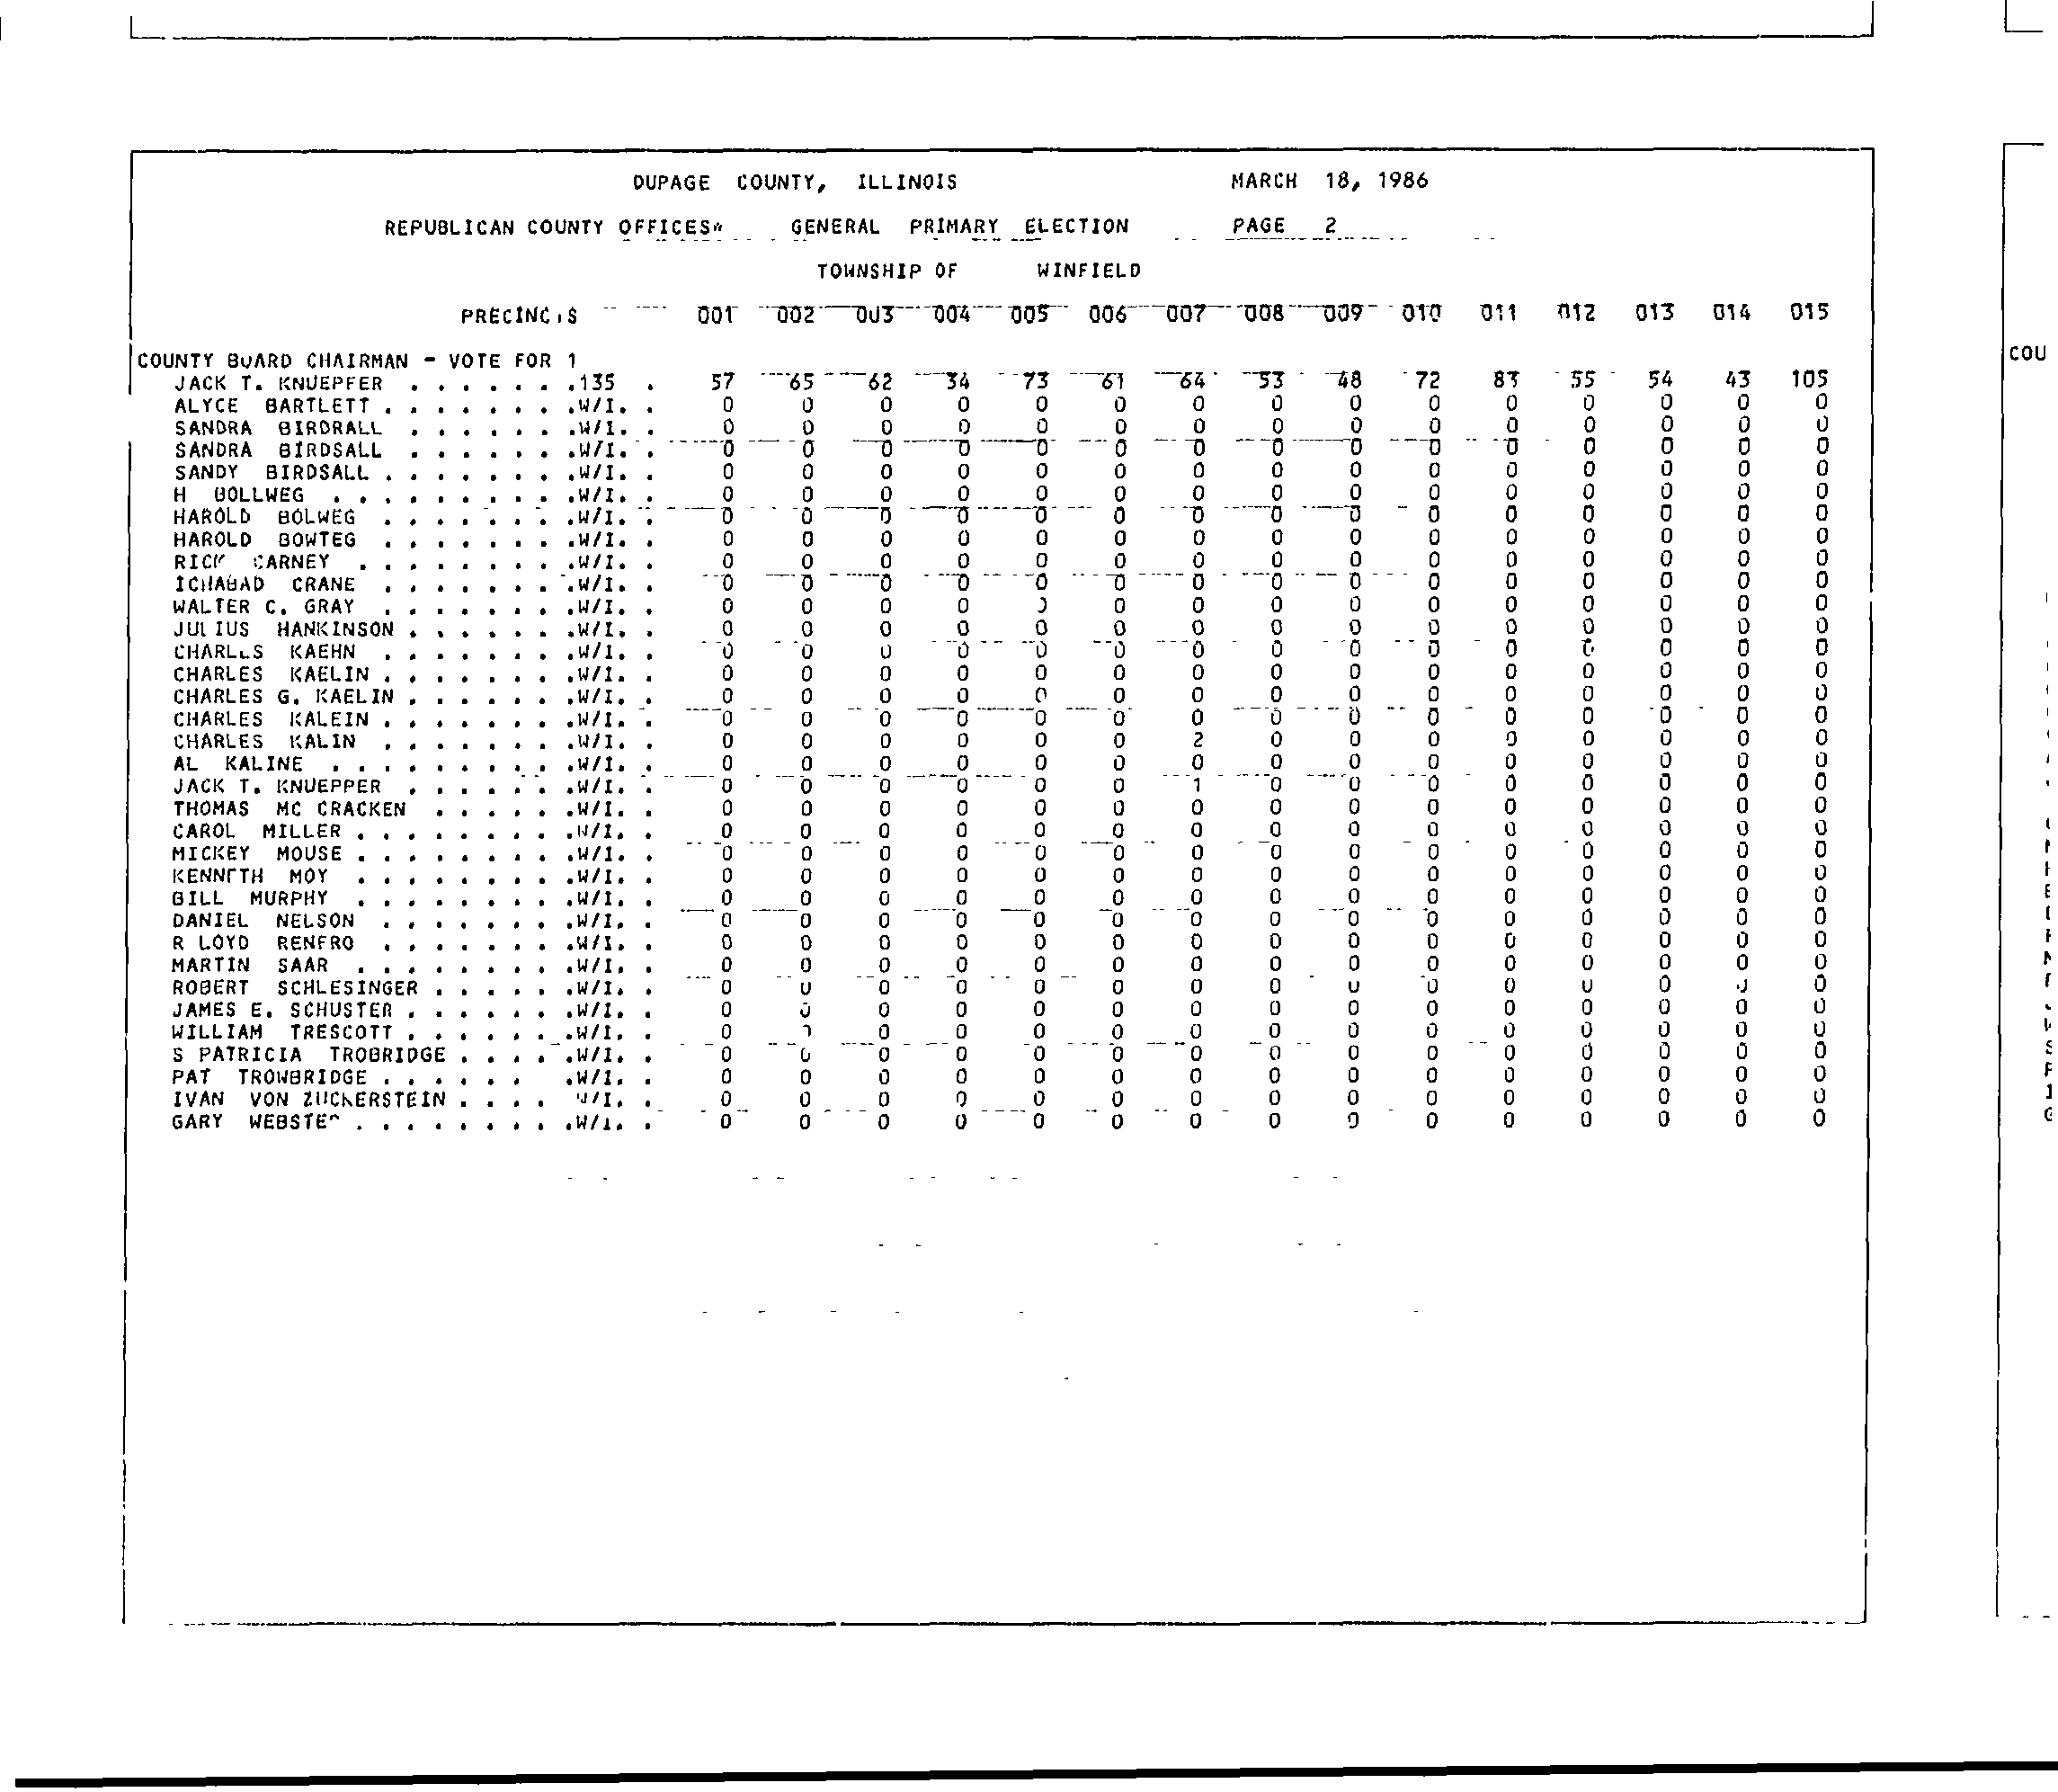 DUPAGE COUNTY, ILLINOIS MARCH 18, 1986
REPUBLICAN COUNTY OFFICES* GENERAL PRIMARY ELECTION PAGE 2
TOWNSHIP OF WINFIELD
PRECINCTS 001 002 003 004 005 006 007 008 009 010 011 012 013 014 015
COUNTY BOARD CHAIRMAN - VOTE FOR 1
JACK T. KNUEPFER . . . . . . .135 . 57 65 62 34 73 61 64 53 48 72 83 55 54 43 105
ALYCE BARTLETT . . . . . . . .W/I. . 0 0 0 0 0 0 0 0 0 0 0 0 0 0 0
SANDRA BIRDRALL . . . . . . .W/I. . 0 0 0 0 0 0 0 0 0 0 0 0 0 0 0
SANDRA BIRDSALL . . . . . . .W/I. . 0 0 0 0 0 0 0 0 0 0 0 0 0 0 0
SANDY BIRDSALL . . . . . . . .W/I. . 0 0 0 0 0 0 0 0 0 0 0 0 0 0 0
H BOLLWEG . . . . . . . . . .W/I. . 0 0 0 0 0 0 0 0 0 0 0 0 0 0 0
HAROLD BOLWEG . . . . . . . .W/I. . 0 0 0 0 0 0 0 0 0 0 0 0 0 0 0
HAROLD BOWTEG . . . . . . . .W/I. . 0 0 0 0 0 0 0 0 0 0 0 0 0 0 0
RICK CARNEY . . . . . . . . .W/I. . 0 0 0 0 0 0 0 0 0 0 0 0 0 0 0
ICHABAD CRANE . . . . . . . .W/I. . 0 0 0 0 0 0 0 0 0 0 0 0 0 0 0
WALTER C. GRAY . . . . . . . .W/I. . 0 0 0 0 0 0 0 0 0 0 0 0 0 0 0
JULIUS HANKINSON . . . . . . .W/I. . 0 0 0 0 0 0 0 0 0 0 0 0 0 0 0
CHARLES KAEHN . . . . . . . .W/I. . 0 0 0 0 0 0 0 0 0 0 0 0 0 0 0
CHARLES KAELIN . . . . . . . .W/I. . 0 0 0 0 0 0 0 0 0 0 0 0 0 0 0
CHARLES G. KAELIN . . . . . . .W/I. . 0 0 0 0 0 0 0 0 0 0 0 0 0 0 0
CHARLES KALEIN . . . . . . . .W/I. . 0 0 0 0 0 0 0 0 0 0 0 0 0 0 0
CHARLES KALIN . . . . . . . .W/I. . 0 0 0 0 0 0 2 0 0 0 0 0 0 0 0
AL KALINE . . . . . . . . . .W/I. . 0 0 0 0 0 0 0 0 0 0 0 0 0 0 0
JACK T. KNUEPPER . . . . . . .W/I. . 0 0 0 0 0 0 1 0 0 0 0 0 0 0 0
THOMAS MC CRACKEN . . . . . .W/I. . 0 0 0 0 0 0 0 0 0 0 0 0 0 0 0
CAROL MILLER . . . . . . . . .W/I. . 0 0 0 0 0 0 0 0 0 0 0 0 0 0 0
MICKEY MOUSE . . . . . . . . .W/I. . 0 0 0 0 0 0 0 0 0 0 0 0 0 0 0
KENNETH MOY . . . . . . . . .W/I. . 0 0 0 0 0 0 0 0 0 0 0 0 0 0 0
BILL MURPHY . . . . . . . . .W/I. . 0 0 0 0 0 0 0 0 0 0 0 0 0 0 0
DANIEL NELSON . . . . . . . .W/I. . 0 0 0 0 0 0 0 0 0 0 0 0 0 0 0
R LOYD RENFRO . . . . . . . .W/I. . 0 0 0 0 0 0 0 0 0 0 0 0 0 0 0
MARTIN SAAR . . . . . . . . .W/I. . 0 0 0 0 0 0 0 0 0 0 0 0 0 0 0
ROBERT SCHLESINGER . . . . . .W/I. . 0 0 0 0 0 0 0 0 0 0 0 0 0 0 0
JAMES E. SCHUSTER . . . . . . .W/I. . 0 0 0 0 0 0 0 0 0 0 0 0 0 0 0
WILLIAM TRESCOTT . . . . . . .W/I. . 0 0 0 0 0 0 0 0 0 0 0 0 0 0 0
S PATRICIA TROBRIDGE . . . . .W/I. . 0 0 0 0 0 0 0 0 0 0 0 0 0 0 0
PAT TROWBRIDGE . . . . . . .W/I. . 0 0 0 0 0 0 0 0 0 0 0 0 0 0 0
IVAN VON ZUCKERSTEIN . . . . W/I. . 0 0 0 0 0 0 0 0 0 0 0 0 0 0 0
GARY WEBSTER . . . . . . . . .W/I. . 0 0 0 0 0 0 0 0 0 0 0 0 0 0 0
COU